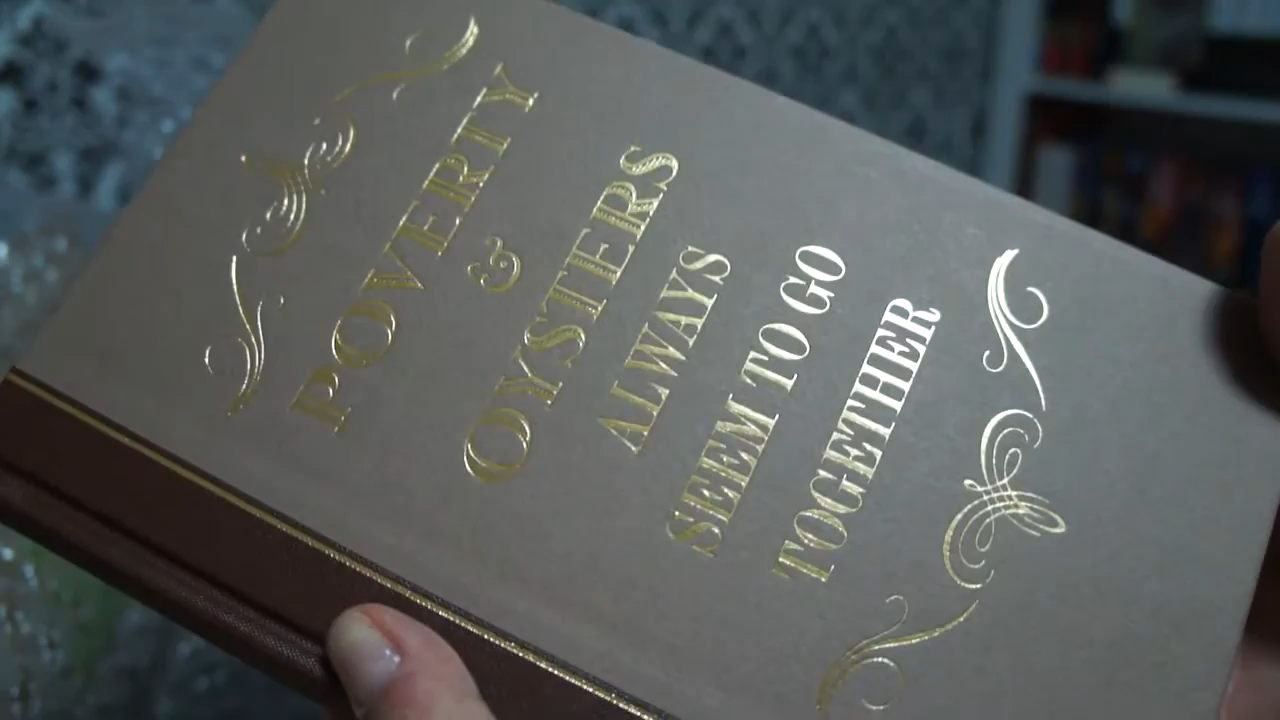 POVERTY
&
OYSTERS
ALWAYS
SEEM TO GO
TOGETHER